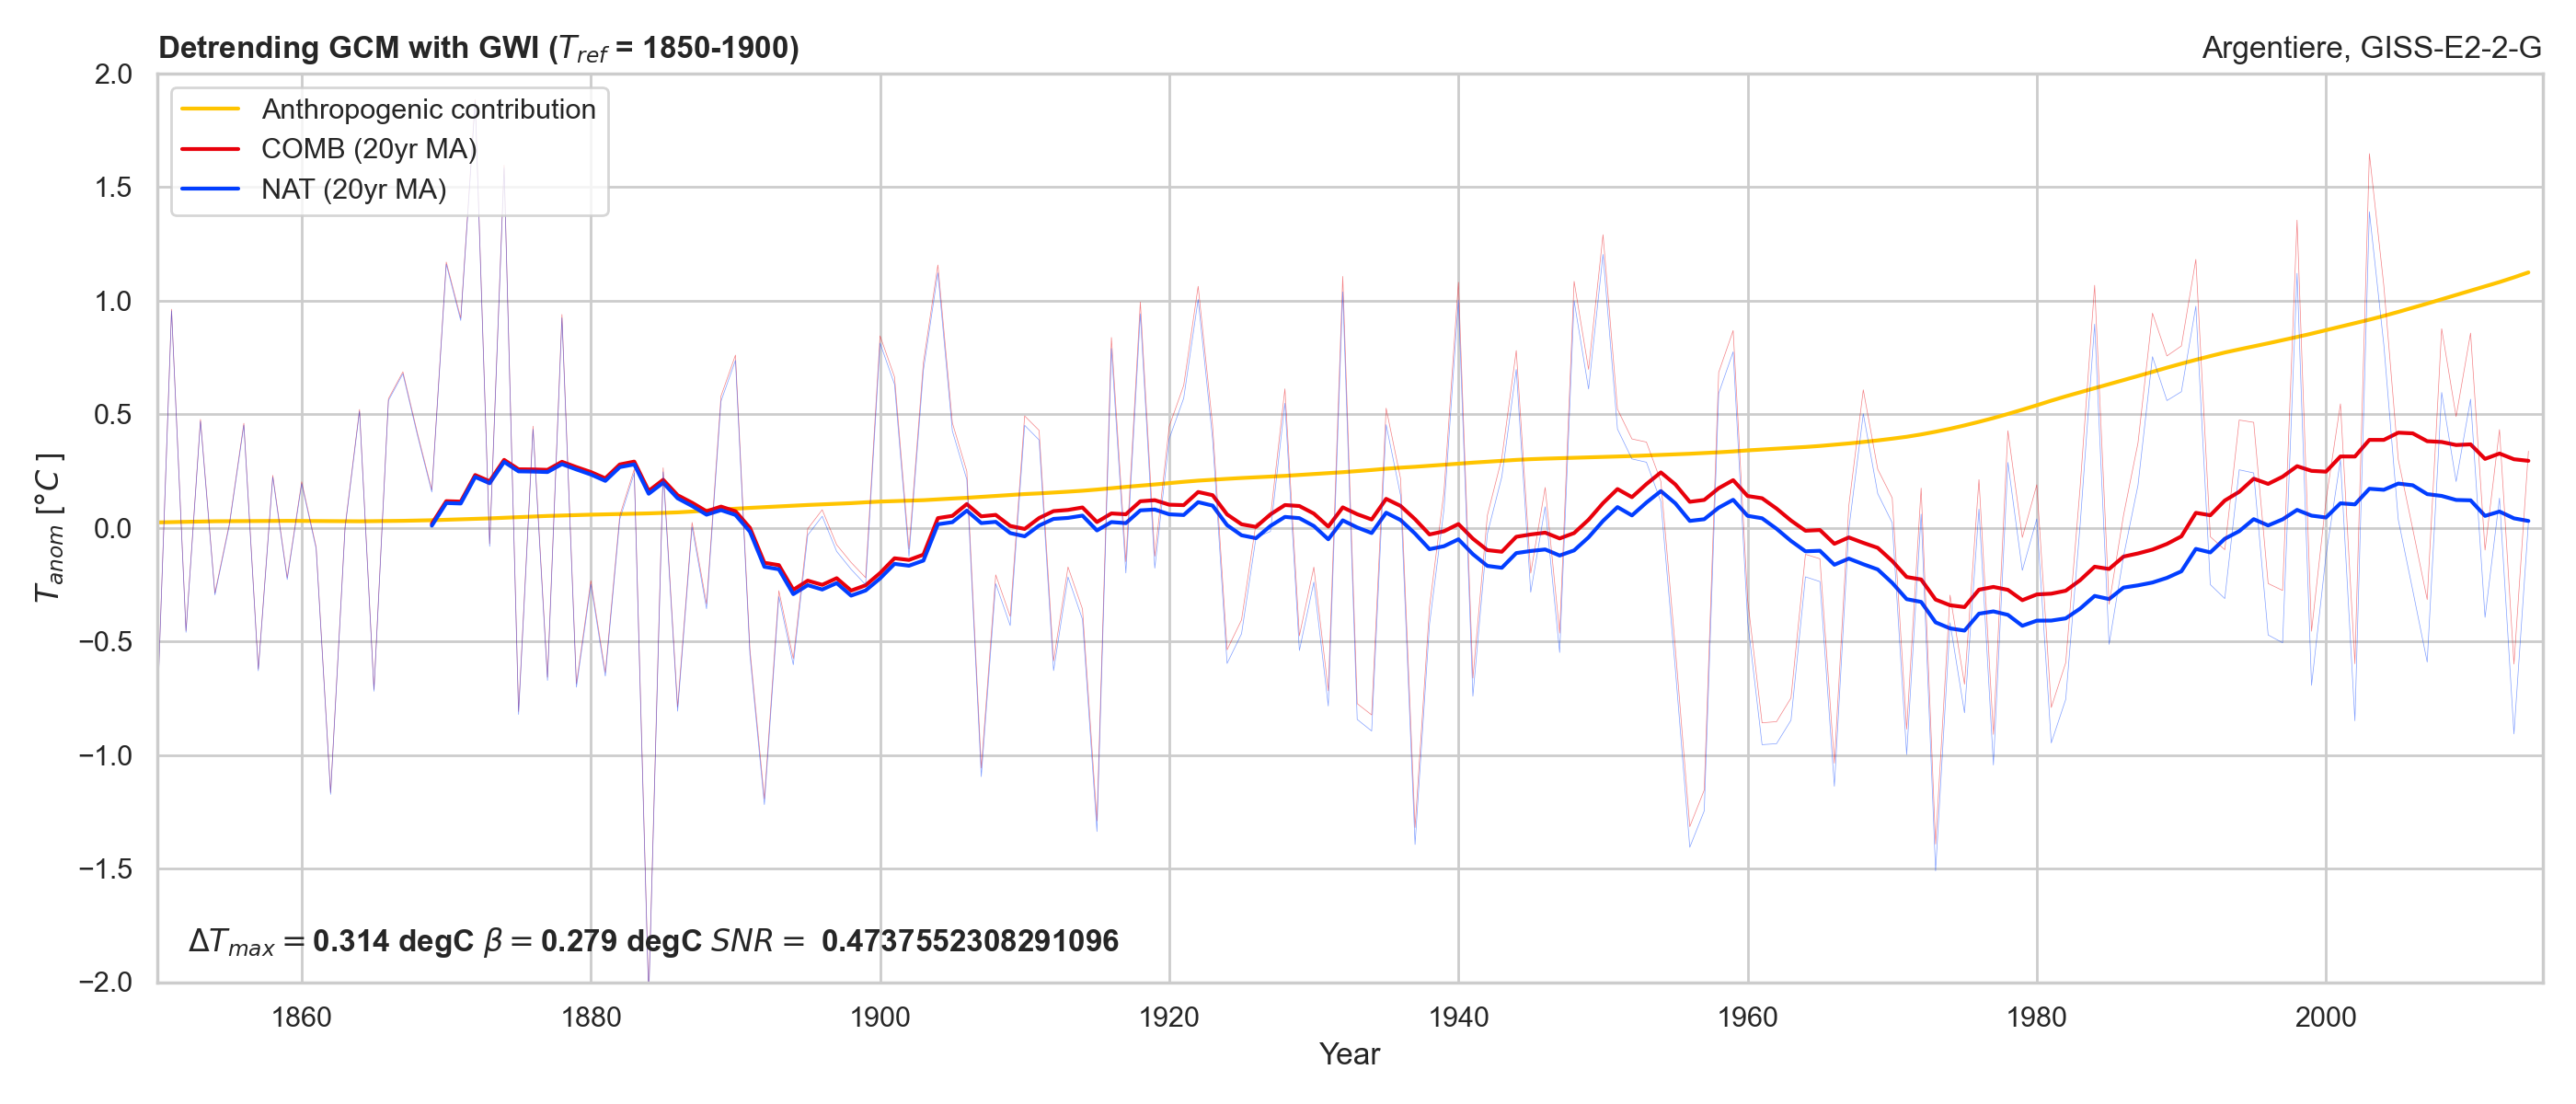 Detrending GCM with GWI (T_ref = 1850-1900)
Argentiere, GISS-E2-2-G
2.0
1.5
1.0
0.5
0.0
−0.5
−1.0
−1.5
−2.0
T_anom [°C ]
Anthropogenic contribution
COMB (20yr MA)
NAT (20yr MA)
ΔT_max = 0.314 degC β = 0.279 degC SNR = 0.4737552308291096
1860 1880 1900 1920 1940 1960 1980 2000
Year